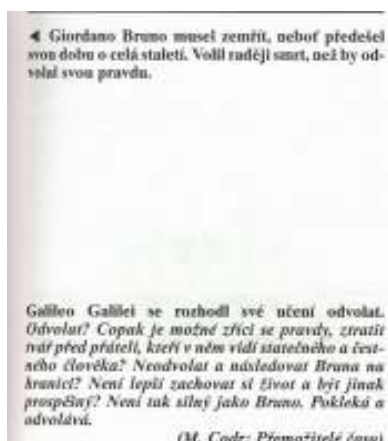 ◄ Giordano Bruno musel zemřít, neboť předešel
svou dobu o celá staletí. Volil raději smrt, než by od-
volal svou pravdu.
Galileo Galilei se rozhodl své učení odvolat.
Odvolat? Copak je možné zříci se pravdy, ztratit
tvář před přáteli, kteří v něm vidí statečného a čest-
ného člověka? Neodvolat a následovat Bruna na
hranici? Není lepší zachovat si život a být jinak
prospěšný? Není tak silný jako Bruno. Pokleká a
odvolává.
(M. Codr: Přemožitelé času)